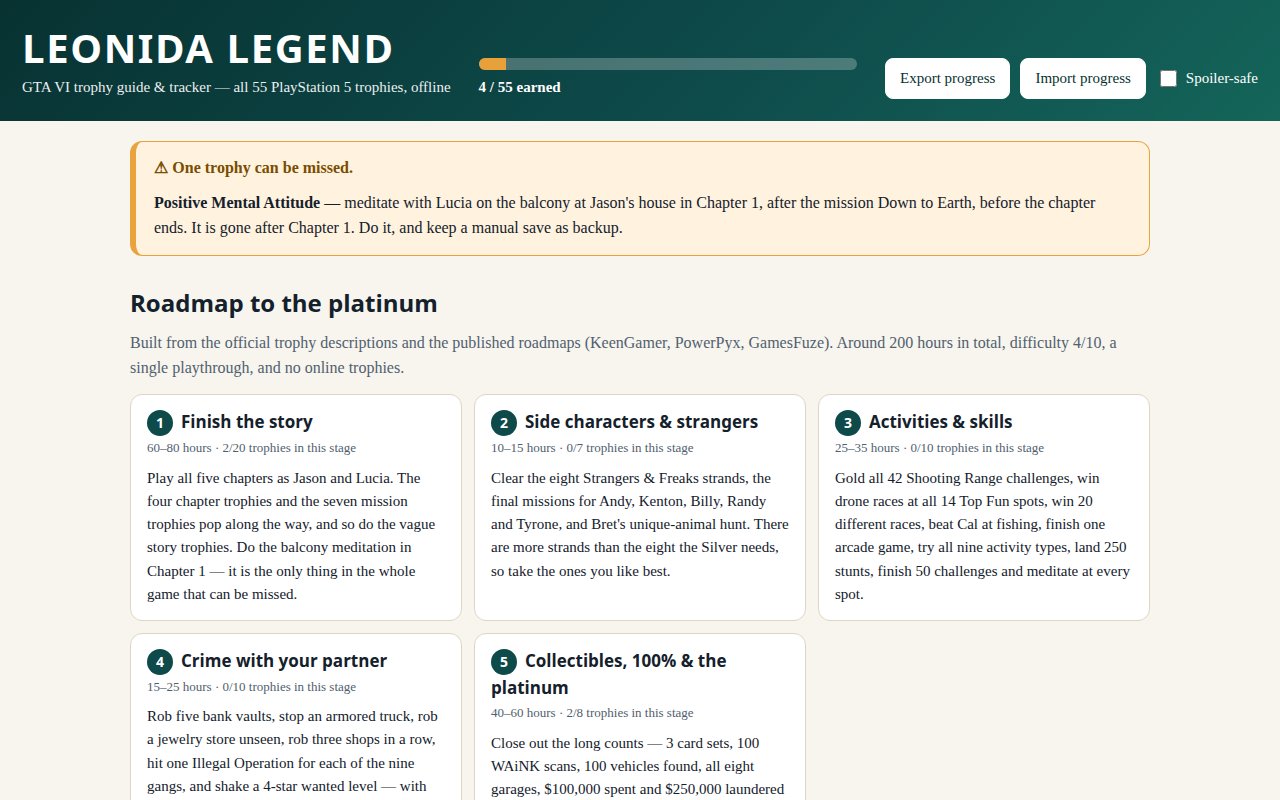 LEONIDA LEGEND
GTA VI trophy guide & tracker — all 55 PlayStation 5 trophies, offline
4 / 55 earned
Export progress
Import progress
Spoiler-safe
⚠ One trophy can be missed.
Positive Mental Attitude — meditate with Lucia on the balcony at Jason's house in Chapter 1, after the mission Down to Earth, before the chapter
ends. It is gone after Chapter 1. Do it, and keep a manual save as backup.
Roadmap to the platinum
Built from the official trophy descriptions and the published roadmaps (KeenGamer, PowerPyx, GamesFuze). Around 200 hours in total, difficulty 4/10, a
single playthrough, and no online trophies.
1 Finish the story
60–80 hours · 2/20 trophies in this stage
Play all five chapters as Jason and Lucia. The
four chapter trophies and the seven mission
trophies pop along the way, and so do the vague
story trophies. Do the balcony meditation in
Chapter 1 — it is the only thing in the whole
game that can be missed.
2 Side characters & strangers
10–15 hours · 0/7 trophies in this stage
Clear the eight Strangers & Freaks strands, the
final missions for Andy, Kenton, Billy, Randy
and Tyrone, and Bret's unique-animal hunt. There
are more strands than the eight the Silver needs,
so take the ones you like best.
3 Activities & skills
25–35 hours · 0/10 trophies in this stage
Gold all 42 Shooting Range challenges, win
drone races at all 14 Top Fun spots, win 20
different races, beat Cal at fishing, finish one
arcade game, try all nine activity types, land 250
stunts, finish 50 challenges and meditate at every
spot.
4 Crime with your partner
15–25 hours · 0/10 trophies in this stage
Rob five bank vaults, stop an armored truck, rob
a jewelry store unseen, rob three shops in a row,
hit one Illegal Operation for each of the nine
gangs, and shake a 4-star wanted level — with
5 Collectibles, 100% & the
platinum
40–60 hours · 2/8 trophies in this stage
Close out the long counts — 3 card sets, 100
WAiNK scans, 100 vehicles found, all eight
garages, $100,000 spent and $250,000 laundered